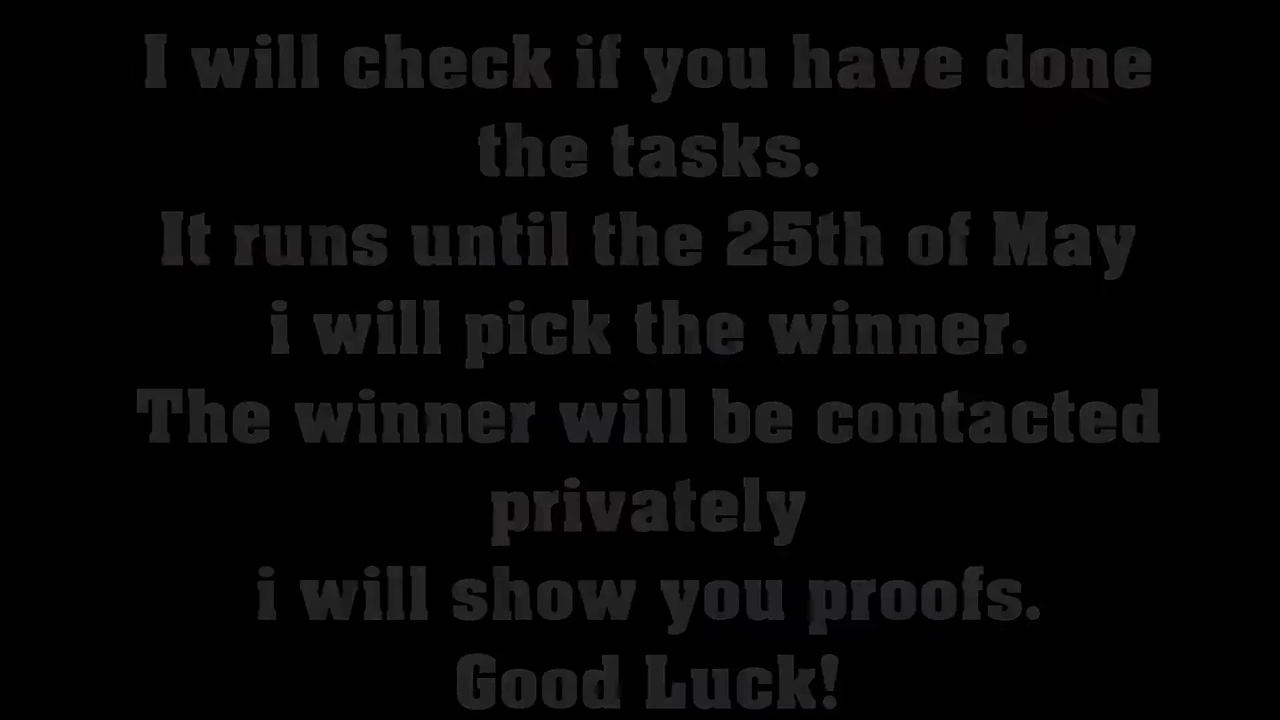 I will check if you have done
the tasks.
It runs until the 25th of May
i will pick the winner.
The winner will be contacted
privately
i will show you proofs.
Good Luck!